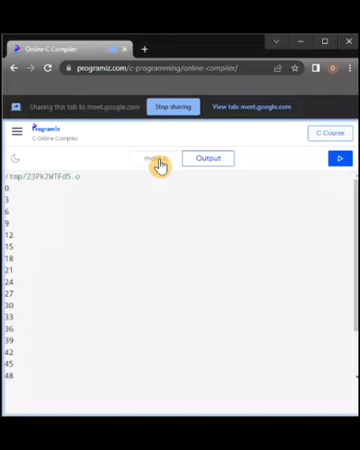 Online C Compiler
programiz.com/c-programming/online-compiler/
Sharing this tab to meet.google.com
Stop sharing
View tab: meet.google.com
Programiz
C Online Compiler
C Course
Output
/tmp/23Pk2WTFdS.o
0
3
6
9
12
15
18
21
24
27
30
33
36
39
42
45
48